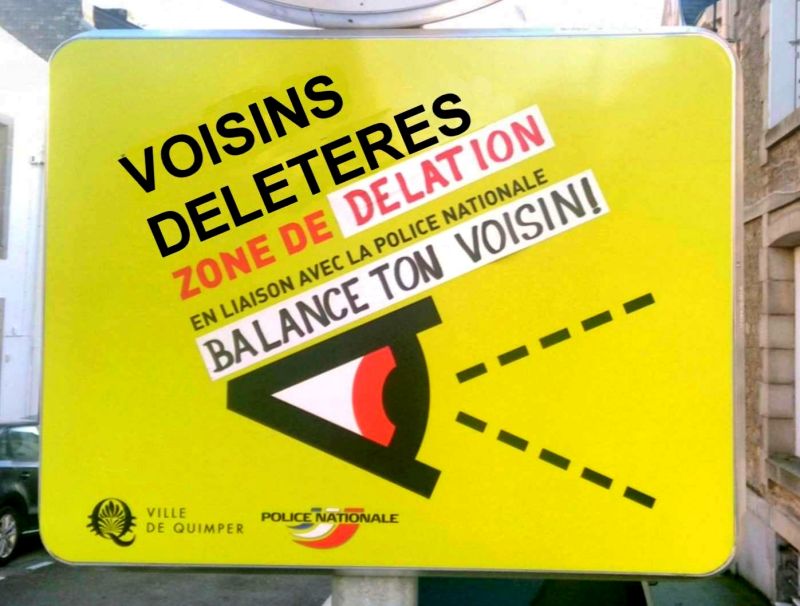 VOISINS
DELETERES
ZONE DE DELATION
EN LIAISON AVEC LA POLICE NATIONALE
BALANCE TON VOISIN!
VILLE
DE QUIMPER
POLICE NATIONALE